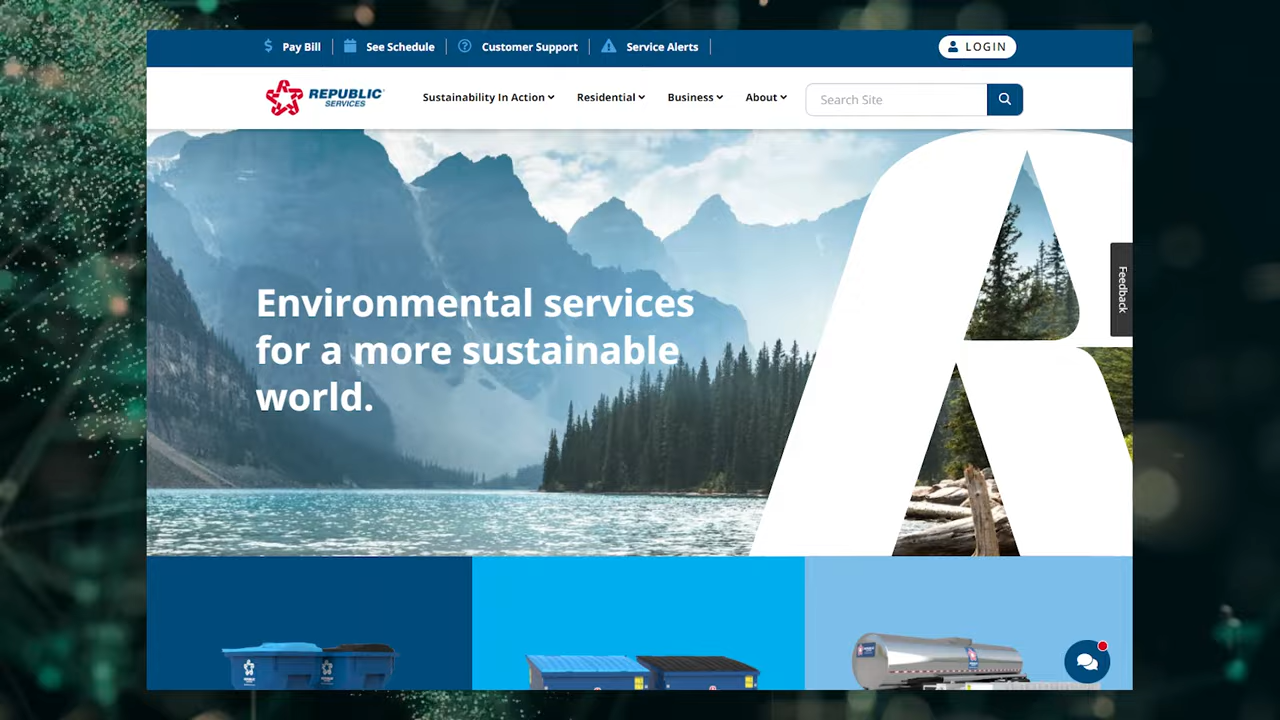 Pay Bill
See Schedule
Customer Support
Service Alerts
LOGIN
REPUBLIC
SERVICES
Sustainability In Action
Residential
Business
About
Search Site
Environmental services
for a more sustainable
world.
Feedback